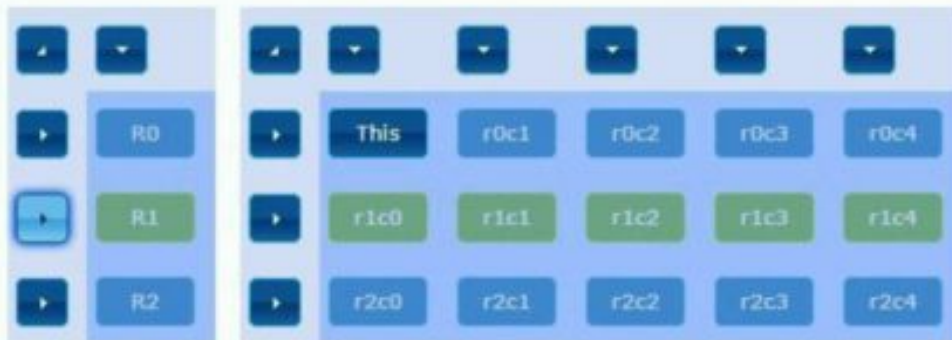 R0 This r0c1 r0c2 r0c3 r0c4
R1 r1c0 r1c1 r1c2 r1c3 r1c4
R2 r2c0 r2c1 r2c2 r2c3 r2c4